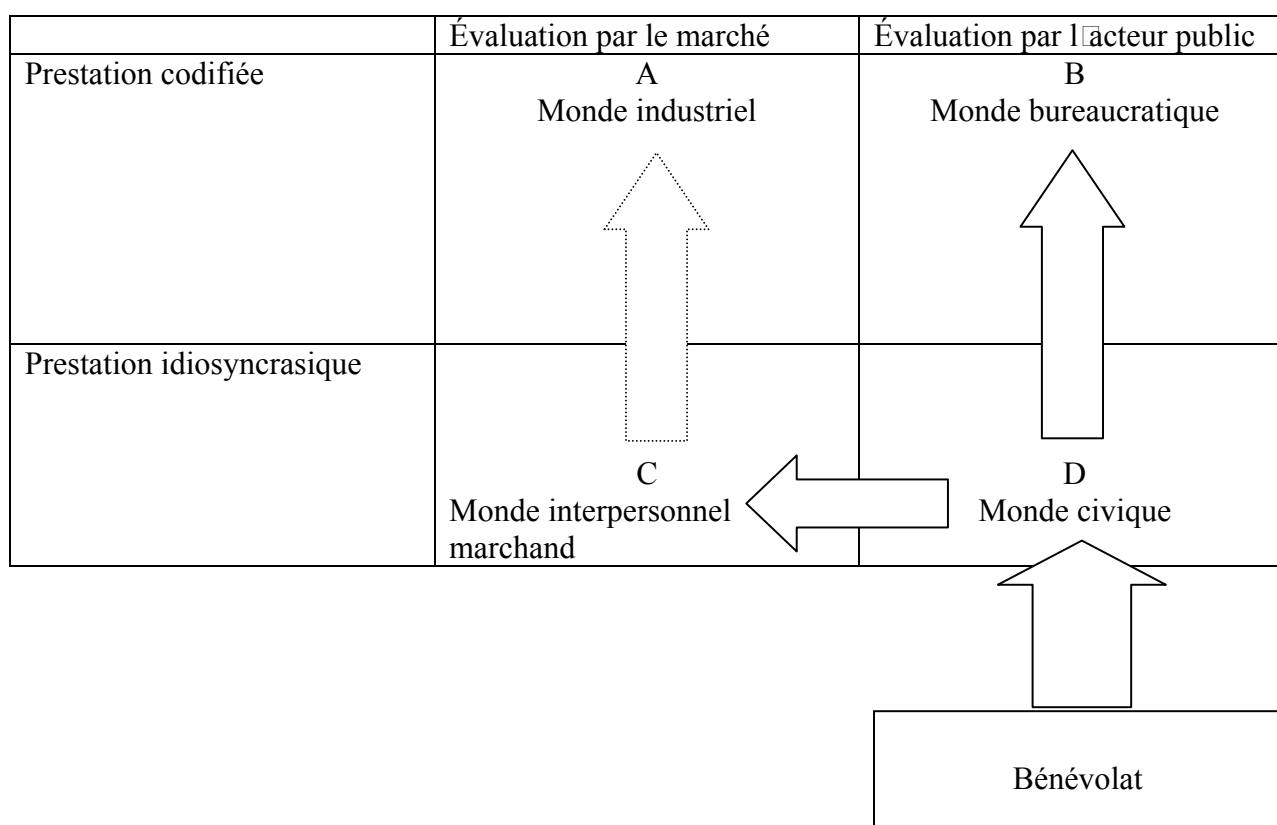 Évaluation par le marché
Évaluation par l□acteur public
Prestation codifiée
A
Monde industriel
B
Monde bureaucratique
Prestation idiosyncrasique
C
Monde interpersonnel
marchand
D
Monde civique
Bénévolat